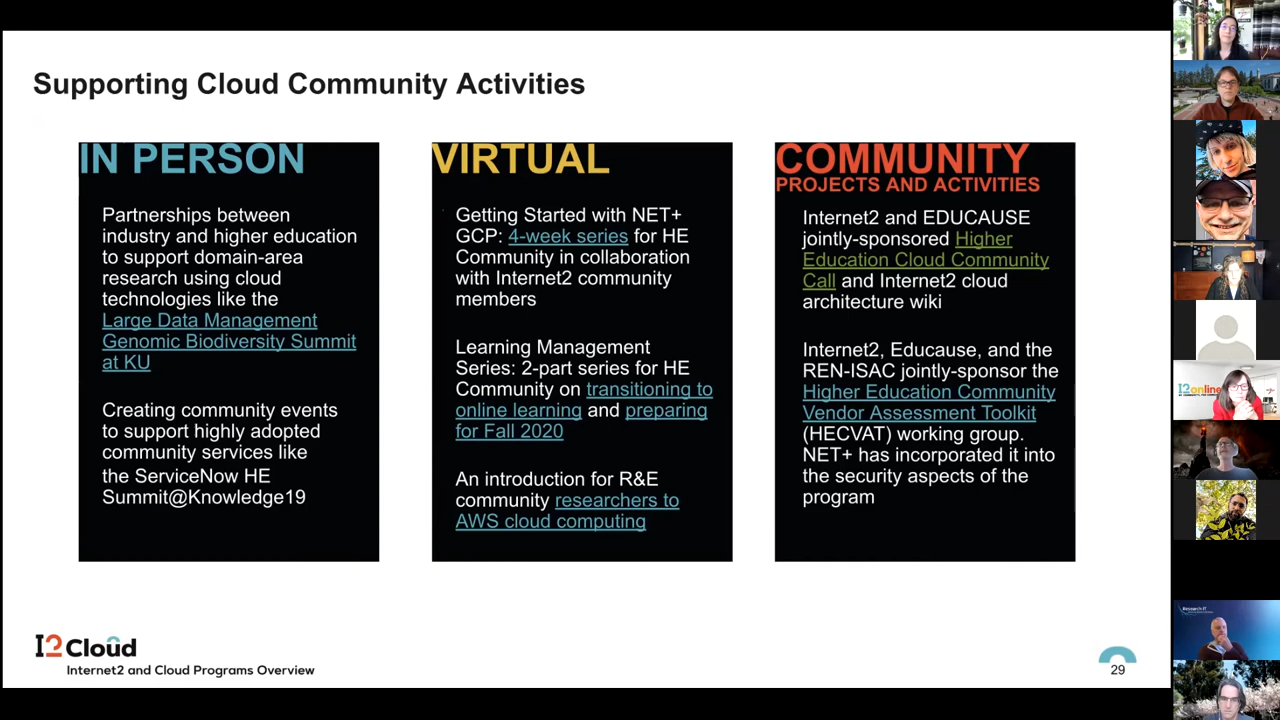 Supporting Cloud Community Activities
IN PERSON
Partnerships between
industry and higher education
to support domain-area
research using cloud
technologies like the
Large Data Management
Genomic Biodiversity Summit
at KU
Creating community events
to support highly adopted
community services like
the ServiceNow HE
Summit@Knowledge19
VIRTUAL
Getting Started with NET+
GCP: 4-week series for HE
Community in collaboration
with Internet2 community
members
Learning Management
Series: 2-part series for HE
Community on transitioning to
online learning and preparing
for Fall 2020
An introduction for R&E
community researchers to
AWS cloud computing
COMMUNITY
PROJECTS AND ACTIVITIES
Internet2 and EDUCAUSE
jointly-sponsored Higher
Education Cloud Community
Call and Internet2 cloud
architecture wiki
Internet2, Educause, and the
REN-ISAC jointly-sponsor the
Higher Education Community
Vendor Assessment Toolkit
(HECVAT) working group.
NET+ has incorporated it into
the security aspects of the
program
I2 Cloud
Internet2 and Cloud Programs Overview
29
I2online
Research IT